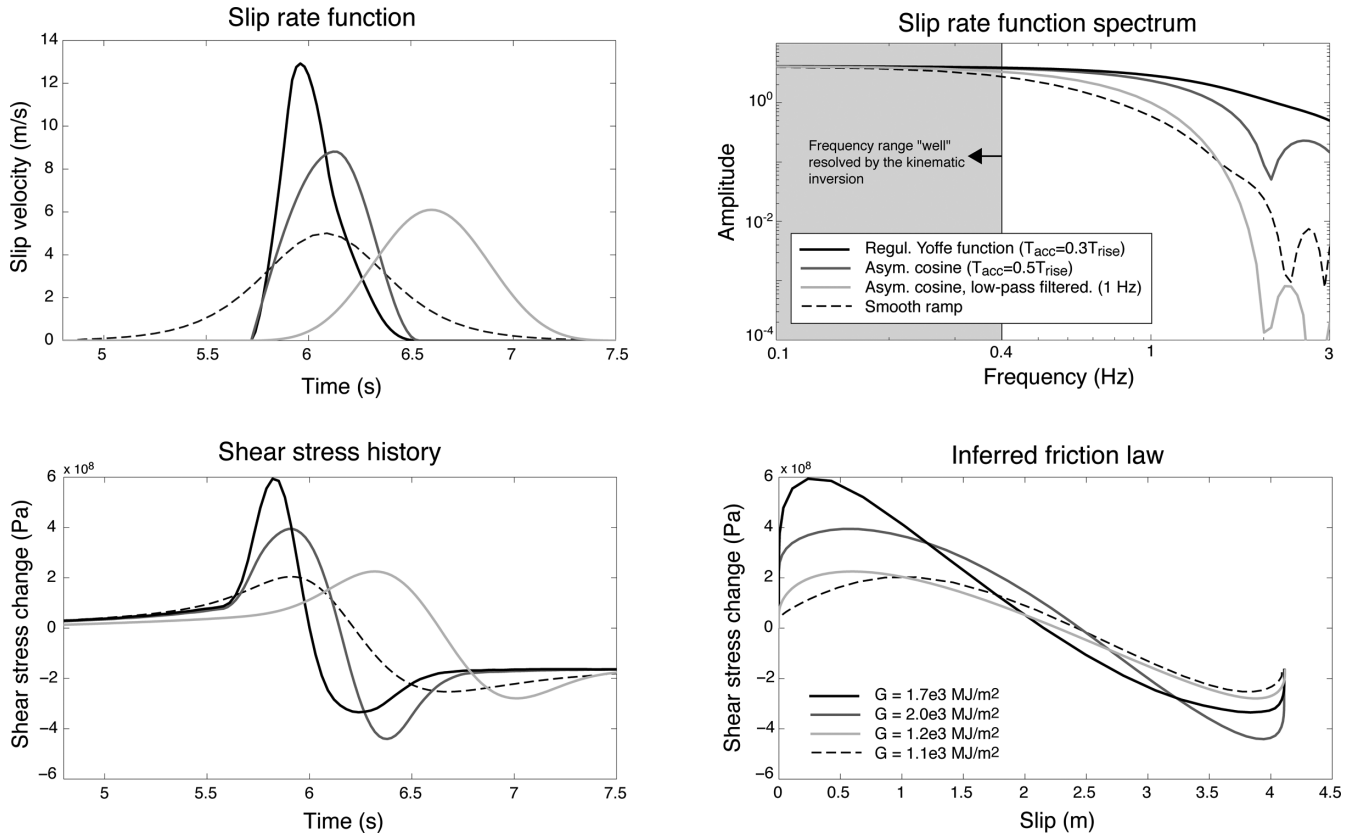 Slip rate function
14
12
10
8
6
4
2
0
Slip velocity (m/s)
5
5.5
6
6.5
7
7.5
Time (s)
Slip rate function spectrum
10⁰
10⁻²
10⁻⁴
Amplitude
Frequency range "well"
resolved by the kinematic
inversion
Regul. Yoffe function (Tacc=0.3Trise)
Asym. cosine (Tacc=0.5Trise)
Asym. cosine, low-pass filtered. (1 Hz)
Smooth ramp
0.1
0.4
1
3
Frequency (Hz)
Shear stress history
x 10⁸
6
4
2
0
−2
−4
−6
Shear stress change (Pa)
5
5.5
6
6.5
7
7.5
Time (s)
Inferred friction law
x 10⁸
6
4
2
0
−2
−4
−6
Shear stress change (Pa)
G = 1.7e3 MJ/m2
G = 2.0e3 MJ/m2
G = 1.2e3 MJ/m2
G = 1.1e3 MJ/m2
0
0.5
1
1.5
2
2.5
3
3.5
4
4.5
Slip (m)